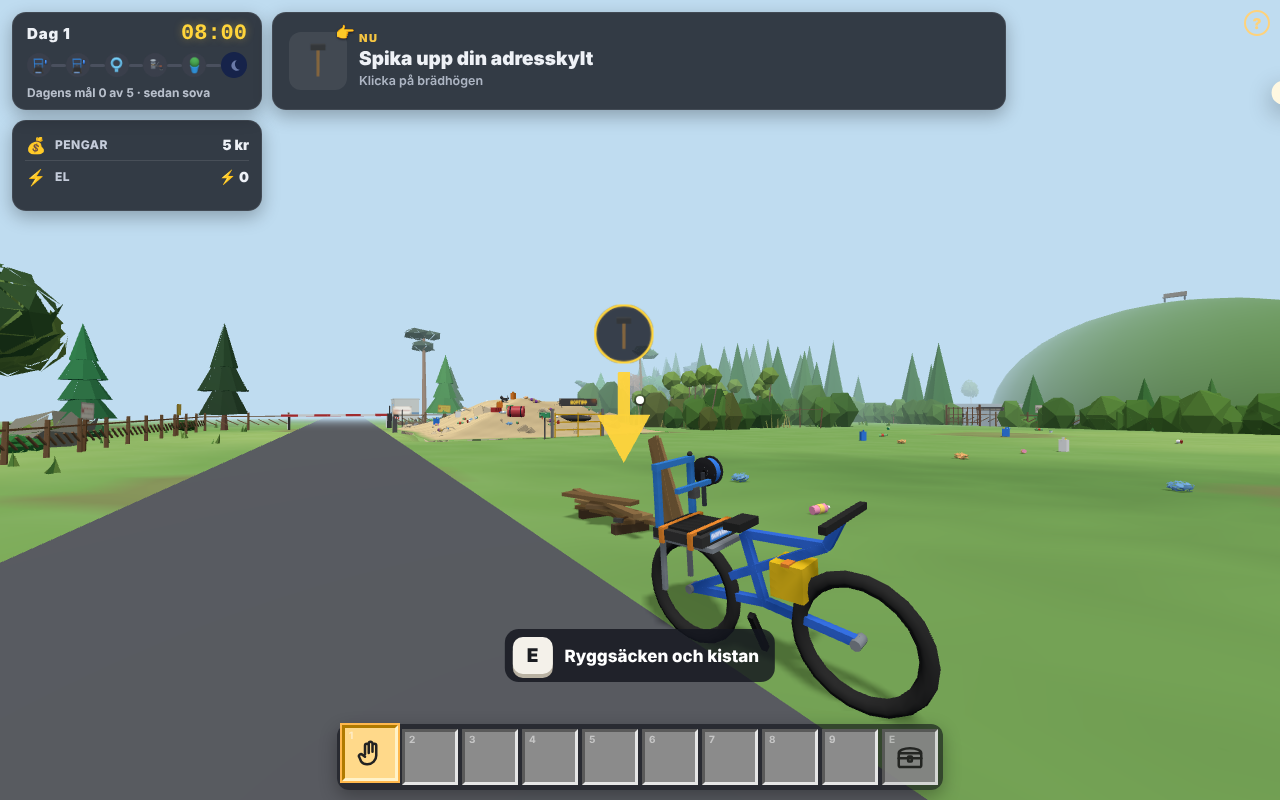 Dag 1
08:00
Dagens mål 0 av 5 · sedan sova
PENGAR
5 kr
EL
0
NU
Spika upp din adresskylt
Klicka på brädhögen
E
Ryggsäcken och kistan
1
2
3
4
5
6
7
8
9
E